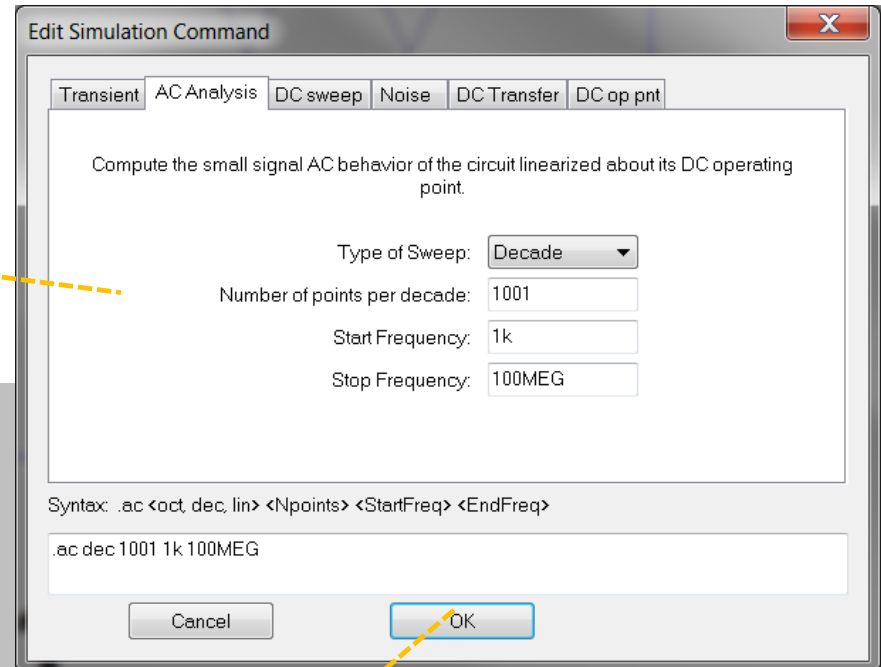 Edit Simulation Command
X
Transient AC Analysis DC sweep Noise DC Transfer DC op pnt
Compute the small signal AC behavior of the circuit linearized about its DC operating
point.
Type of Sweep: Decade
Number of points per decade: 1001
Start Frequency: 1k
Stop Frequency: 100MEG
Syntax: .ac <oct, dec, lin> <Npoints> <StartFreq> <EndFreq>
.ac dec 1001 1k 100MEG
Cancel OK